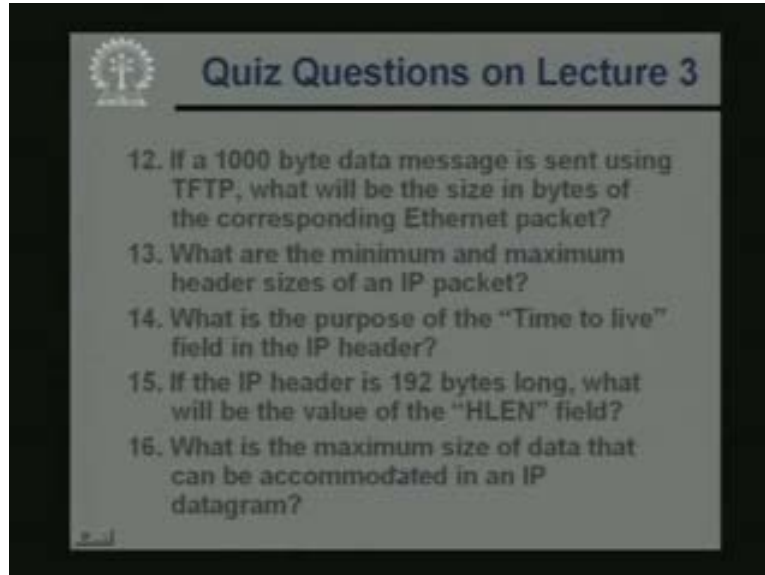 Quiz Questions on Lecture 3
12. If a 1000 byte data message is sent using
TFTP, what will be the size in bytes of
the corresponding Ethernet packet?
13. What are the minimum and maximum
header sizes of an IP packet?
14. What is the purpose of the “Time to live”
field in the IP header?
15. If the IP header is 192 bytes long, what
will be the value of the “HLEN” field?
16. What is the maximum size of data that
can be accommodated in an IP
datagram?